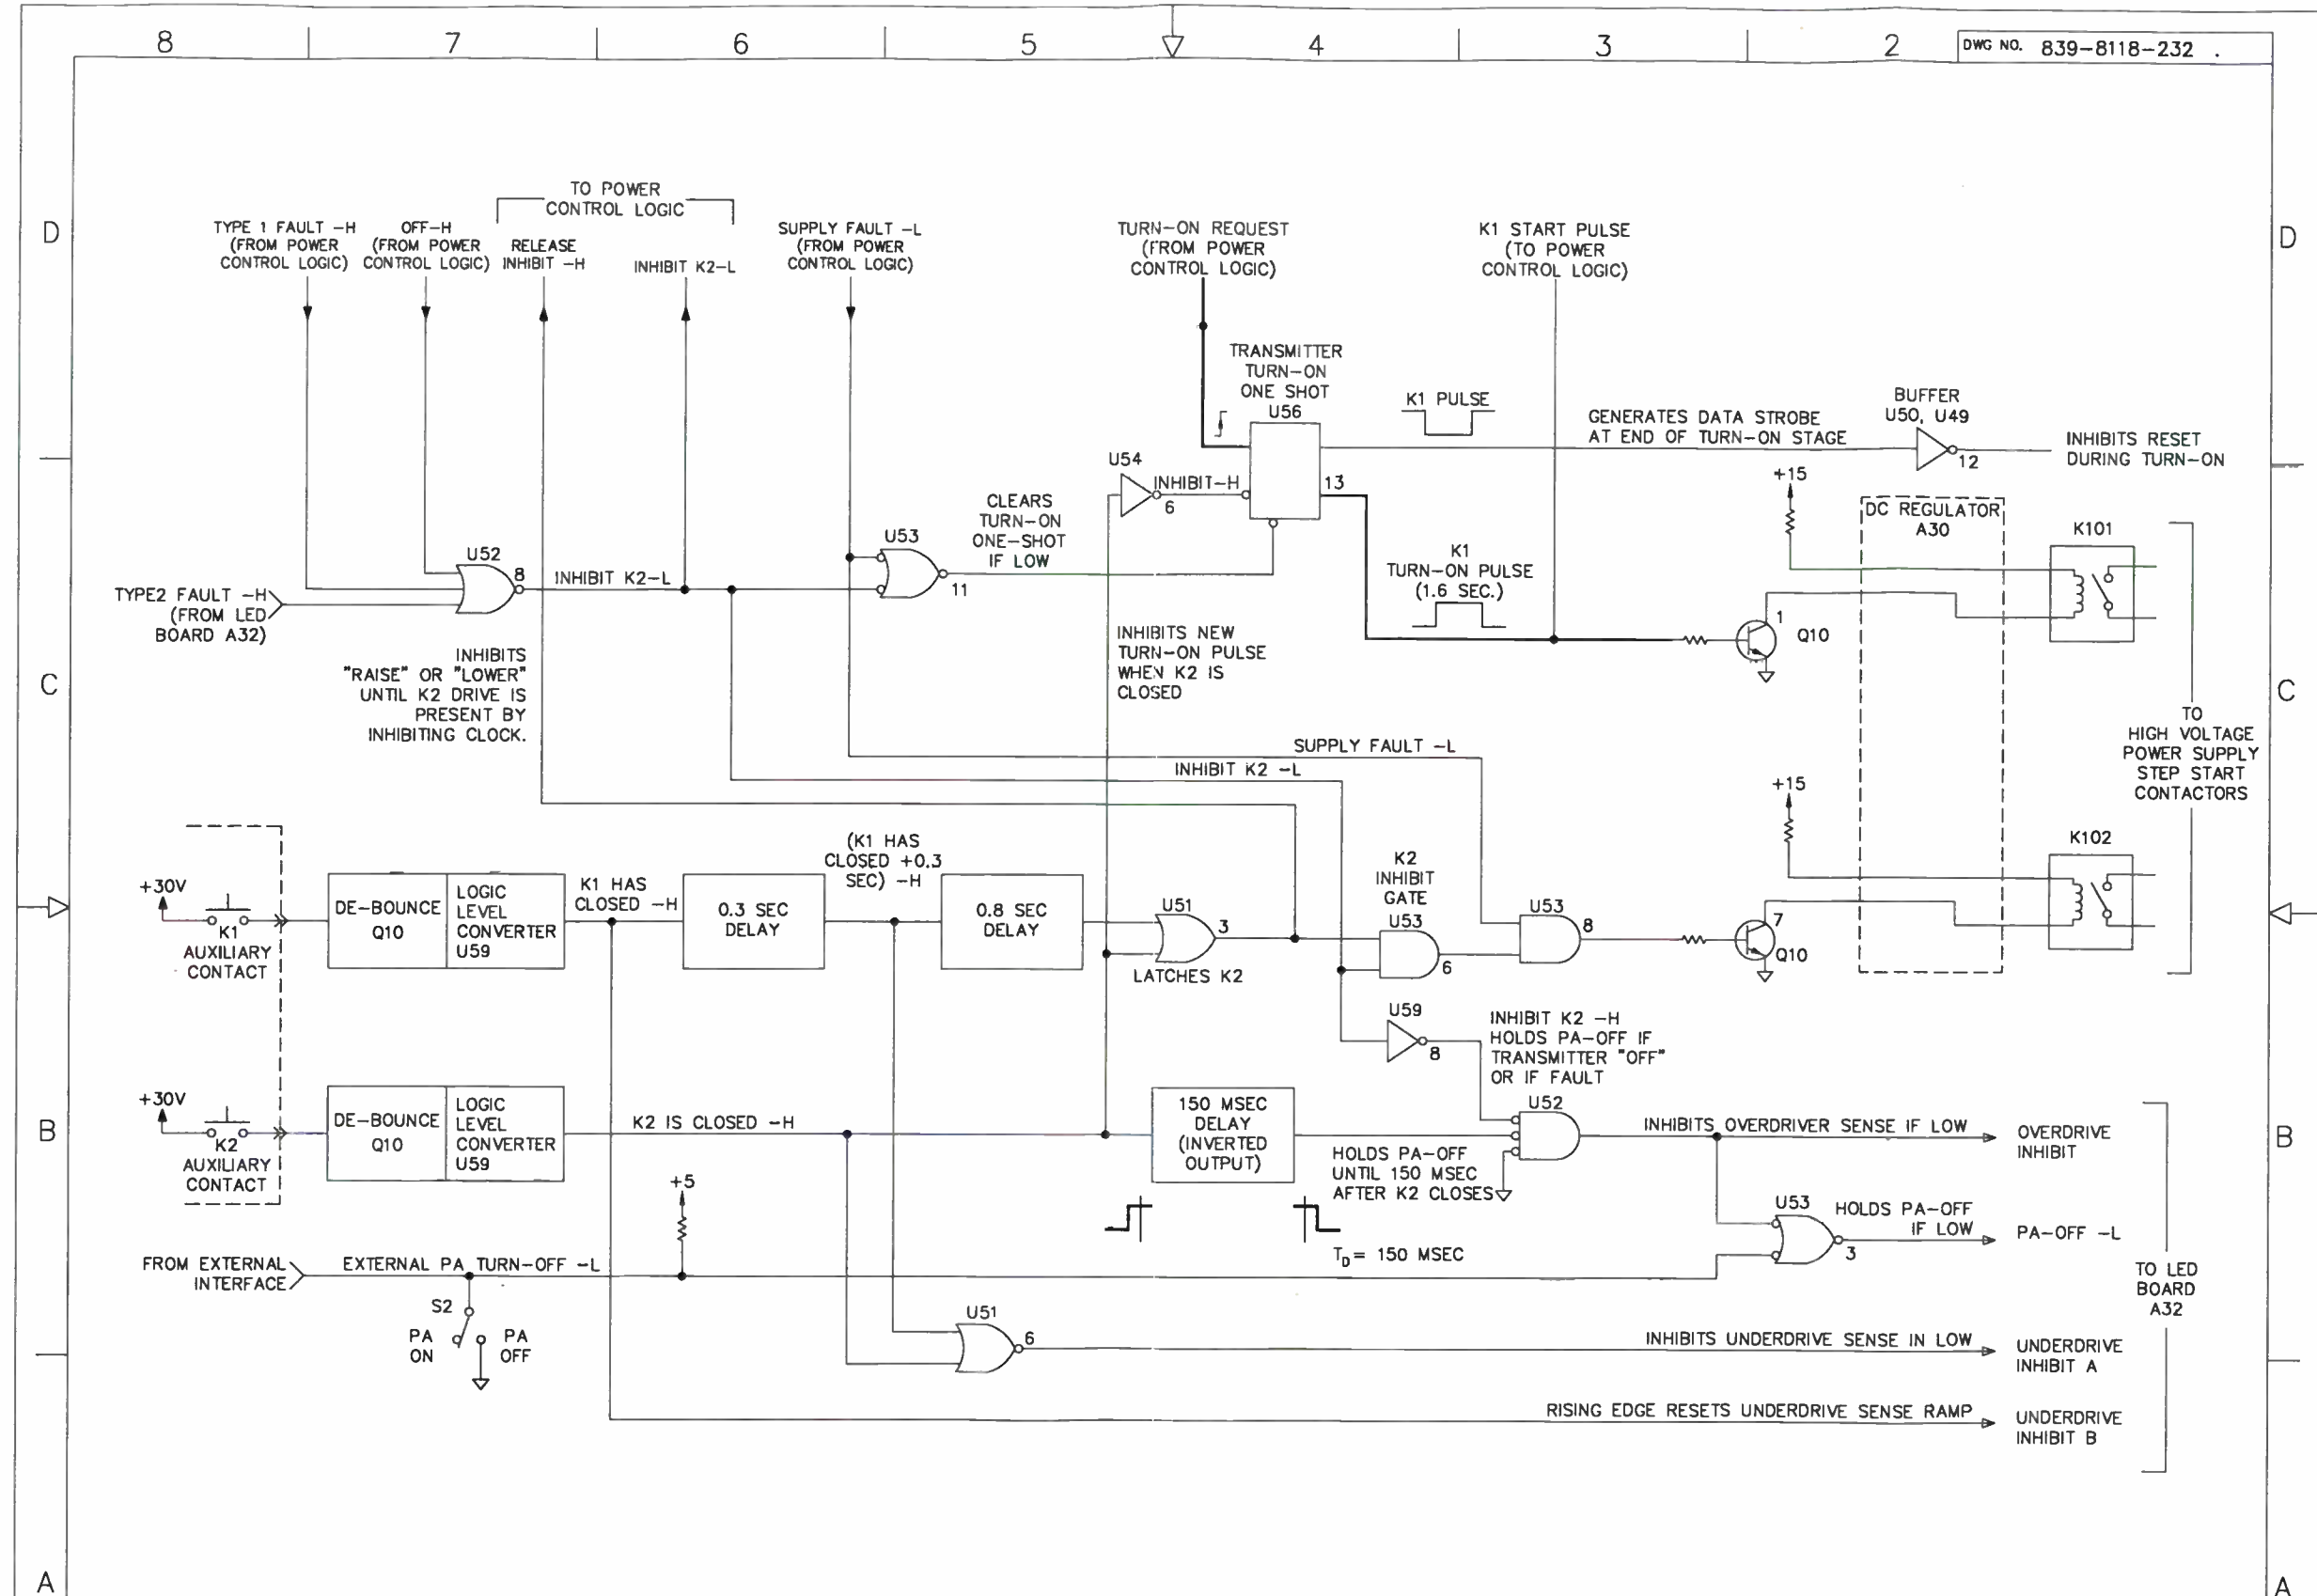 8
7
6
5
4
3
2
DWG NO. 839-8118-232 .
D
D
TO POWER
CONTROL LOGIC
TYPE 1 FAULT -H
(FROM POWER
CONTROL LOGIC)
OFF-H
(FROM POWER
CONTROL LOGIC)
RELEASE
INHIBIT -H
INHIBIT K2-L
SUPPLY FAULT -L
(FROM POWER
CONTROL LOGIC)
TURN-ON REQUEST
(FROM POWER
CONTROL LOGIC)
K1 START PULSE
(TO POWER
CONTROL LOGIC)
TRANSMITTER
TURN-ON
ONE SHOT
U56
K1 PULSE
GENERATES DATA STROBE
AT END OF TURN-ON STAGE
BUFFER
U50, U49
12
INHIBITS RESET
DURING TURN-ON
U54
6
INHIBIT-H
13
CLEARS
TURN-ON
ONE-SHOT
IF LOW
U53
11
U52
8
INHIBIT K2-L
TYPE2 FAULT -H
(FROM LED
BOARD A32)
K1
TURN-ON PULSE
(1.6 SEC.)
+15
DC REGULATOR
A30
K101
1
Q10
INHIBITS
"RAISE" OR "LOWER"
UNTIL K2 DRIVE IS
PRESENT BY
INHIBITING CLOCK.
INHIBITS NEW
TURN-ON PULSE
WHEN K2 IS
CLOSED
C
C
SUPPLY FAULT -L
INHIBIT K2 -L
+15
TO
HIGH VOLTAGE
POWER SUPPLY
STEP START
CONTACTORS
K102
+30V
K1
AUXILIARY
CONTACT
DE-BOUNCE
Q10
LOGIC
LEVEL
CONVERTER
U59
K1 HAS
CLOSED -H
0.3 SEC
DELAY
(K1 HAS
CLOSED +0.3
SEC) -H
0.8 SEC
DELAY
U51
3
LATCHES K2
K2
INHIBIT
GATE
U53
6
U53
8
7
Q10
U59
8
INHIBIT K2 -H
HOLDS PA-OFF IF
TRANSMITTER "OFF"
OR IF FAULT
B
B
+30V
K2
AUXILIARY
CONTACT
DE-BOUNCE
Q10
LOGIC
LEVEL
CONVERTER
U59
K2 IS CLOSED -H
150 MSEC
DELAY
(INVERTED
OUTPUT)
HOLDS PA-OFF
UNTIL 150 MSEC
AFTER K2 CLOSES
U52
INHIBITS OVERDRIVER SENSE IF LOW
OVERDRIVE
INHIBIT
+5
TD= 150 MSEC
U53
3
HOLDS PA-OFF
IF LOW
PA-OFF -L
FROM EXTERNAL
INTERFACE
EXTERNAL PA TURN-OFF -L
S2
PA
ON
PA
OFF
U51
6
INHIBITS UNDERDRIVE SENSE IN LOW
UNDERDRIVE
INHIBIT A
TO LED
BOARD
A32
RISING EDGE RESETS UNDERDRIVE SENSE RAMP
UNDERDRIVE
INHIBIT B
A
A